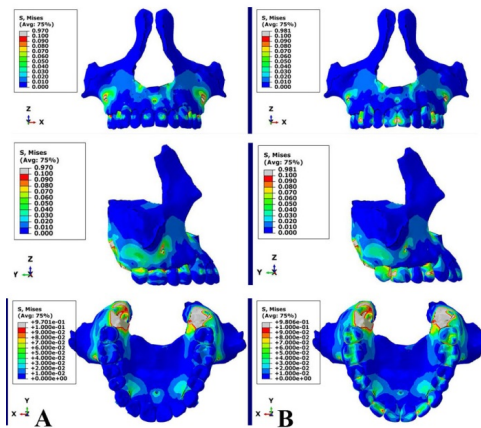 S, Mises
(Avg: 75%)
0.970
0.100
0.090
0.080
0.070
0.060
0.050
0.040
0.030
0.020
0.010
0.000
Z
X
S, Mises
(Avg: 75%)
0.981
0.100
0.090
0.080
0.070
0.060
0.050
0.040
0.030
0.020
0.010
0.000
Z
X
S, Mises
(Avg: 75%)
0.970
0.100
0.090
0.080
0.070
0.060
0.050
0.040
0.030
0.020
0.010
0.000
Z
Y X
S, Mises
(Avg: 75%)
0.981
0.100
0.090
0.080
0.070
0.060
0.050
0.040
0.030
0.020
0.010
0.000
Z
Y X
S, Mises
(Avg: 75%)
+9.701e-01
+1.000e-01
+9.000e-02
+8.000e-02
+7.000e-02
+6.000e-02
+5.000e-02
+4.000e-02
+3.000e-02
+2.000e-02
+1.000e-02
+0.000e+00
Y
X Z
A
S, Mises
(Avg: 75%)
+9.806e-01
+1.000e-01
+9.000e-02
+8.000e-02
+7.000e-02
+6.000e-02
+5.000e-02
+4.000e-02
+3.000e-02
+2.000e-02
+1.000e-02
+0.000e+00
Y
X Z
B